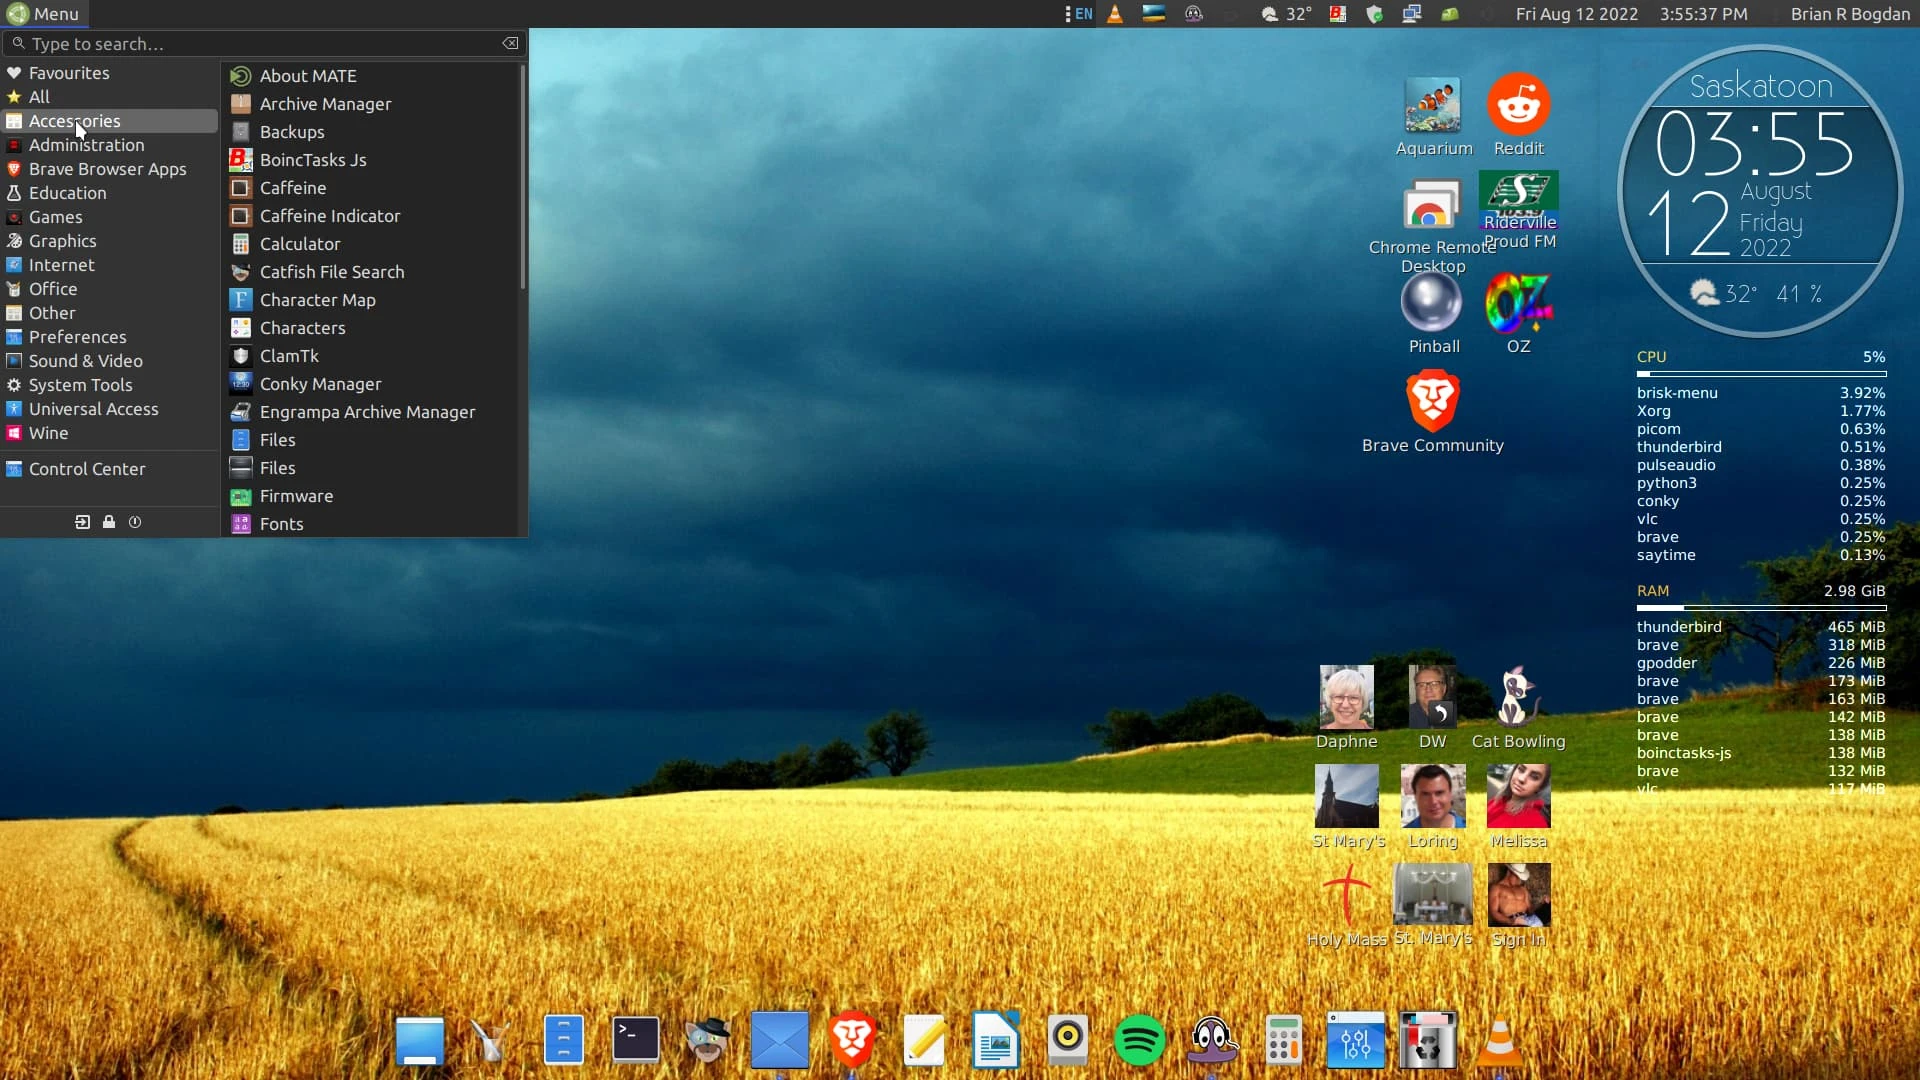 Menu
EN
32°
Fri Aug 12 2022
3:55:37 PM
Brian R Bogdan
Type to search…
Favourites
All
Accessories
Administration
Brave Browser Apps
Education
Games
Graphics
Internet
Office
Other
Preferences
Sound & Video
System Tools
Universal Access
Wine
Control Center
About MATE
Archive Manager
Backups
BoincTasks Js
Caffeine
Caffeine Indicator
Calculator
Catfish File Search
Character Map
Characters
ClamTk
Conky Manager
Engrampa Archive Manager
Files
Files
Firmware
Fonts
Aquarium
Reddit
Chrome Remote
Desktop
Riderville
Proud FM
Pinball
OZ
Brave Community
Daphne
DW
Cat Bowling
St Mary's
Loring
Melissa
Holy Mass
St. Mary's
Sign In
Saskatoon
03:55
12
August
Friday
2022
32° 41 %
CPU 5%
brisk-menu 3.92%
Xorg 1.77%
picom 0.63%
thunderbird 0.51%
pulseaudio 0.38%
python3 0.25%
conky 0.25%
vlc 0.25%
brave 0.25%
saytime 0.13%
RAM 2.98 GiB
thunderbird 465 MiB
brave 318 MiB
gpodder 226 MiB
brave 173 MiB
brave 163 MiB
brave 142 MiB
brave 138 MiB
boinctasks-js 138 MiB
brave 132 MiB
vlc 117 MiB